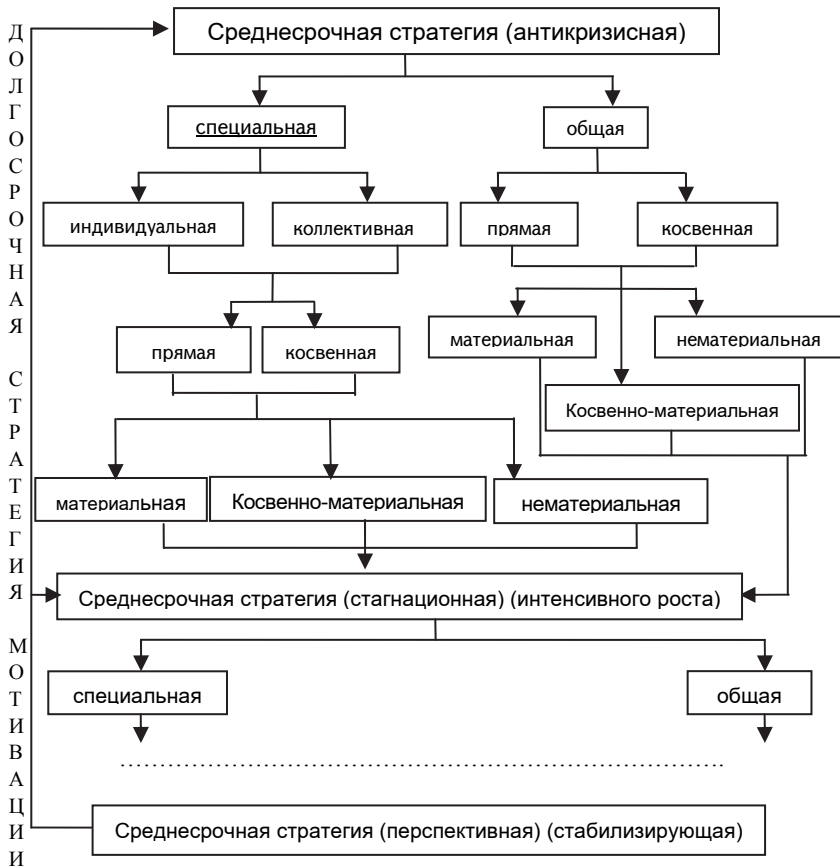 ДОЛГОСРОЧНАЯ СТРАТЕГИЯ МОТИВАЦИИ
Среднесрочная стратегия (антикризисная)
специальная
общая
индивидуальная
коллективная
прямая
косвенная
материальная
нематериальная
прямая
косвенная
Косвенно-материальная
материальная
Косвенно-материальная
нематериальная
Среднесрочная стратегия (стагнационная) (интенсивного роста)
специальная
общая
Среднесрочная стратегия (перспективная) (стабилизирующая)